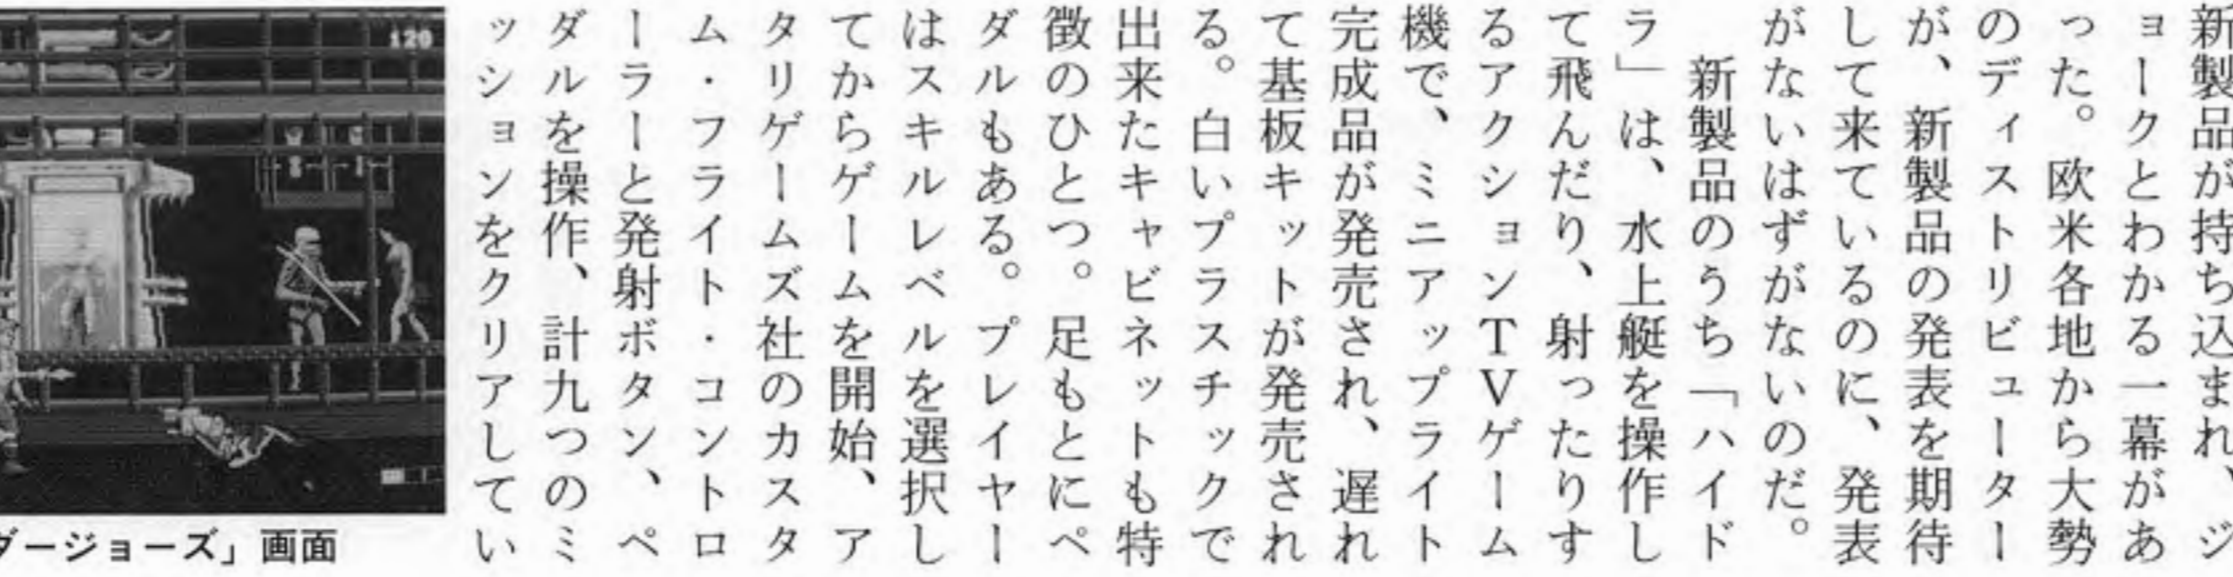 新製品が持ち込まれ、ジ
ョークとわかる一幕があ
った。欧米各地から大勢
のディストリビューター
が、新製品の発表を期待
して来ているのに、発表
がないはずがないのだ。
新製品のうち「ハイド
ラ」は、水上艇を操作し
て飛んだり、射ったりす
るアクションTVゲーム
機で、ミニアップライト
完成品が発売され、遅れ
て基板キットが発売され
る。白いプラスチックで
出来たキャビネットも特
徴のひとつ。足もとにペ
ダルもある。プレイヤー
はスキルレベルを選択し
てからゲームを開始、ア
タリゲームズ社のカスタ
ム・フライト・コントロ
ーラーと発射ボタン、ペ
ダルを操作、計九つのミ
ッションをクリアしてい
120
ダージョーズ」画面